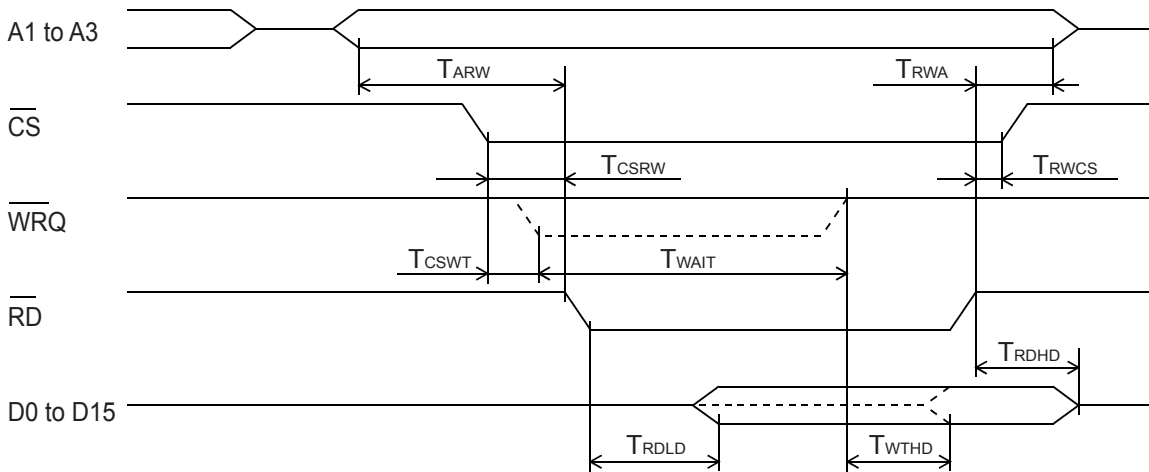 A1 to A3
TARW
TRWA
CS
TCSRW
TRWCS
WRQ
TCSWT
TWAIT
RD
TRDHD
D0 to D15
TRDLD
TWTHD